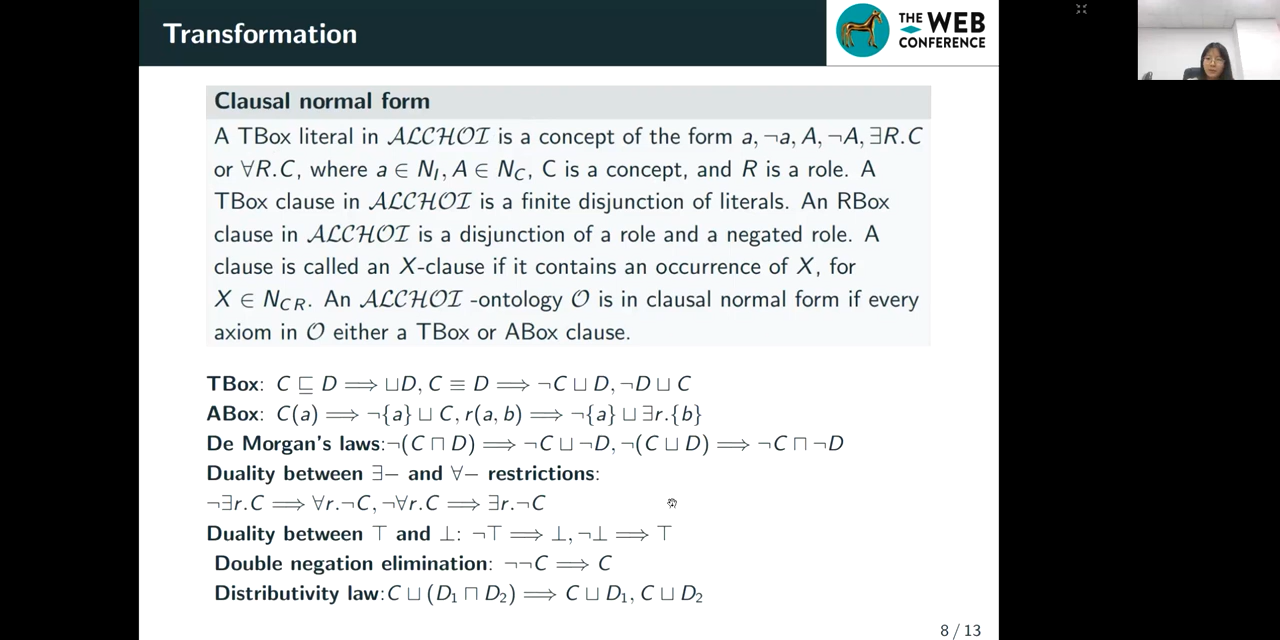 Transformation
THE WEB
CONFERENCE
Clausal normal form
A TBox literal in 𝒜ℒ𝒞ℋ𝒪ℐ is a concept of the form a, ¬a, A, ¬A, ∃R.C
or ∀R.C, where a ∈ N_I, A ∈ N_C, C is a concept, and R is a role. A
TBox clause in 𝒜ℒ𝒞ℋ𝒪ℐ is a finite disjunction of literals. An RBox
clause in 𝒜ℒ𝒞ℋ𝒪ℐ is a disjunction of a role and a negated role. A
clause is called an X-clause if it contains an occurrence of X, for
X ∈ N_CR. An 𝒜ℒ𝒞ℋ𝒪ℐ -ontology 𝒪 is in clausal normal form if every
axiom in 𝒪 either a TBox or ABox clause.
TBox: C ⊑ D ⟹ ⊔D, C ≡ D ⟹ ¬C ⊔ D, ¬D ⊔ C
ABox: C(a) ⟹ ¬{a} ⊔ C, r(a, b) ⟹ ¬{a} ⊔ ∃r.{b}
De Morgan's laws:¬(C ⊓ D) ⟹ ¬C ⊔ ¬D, ¬(C ⊔ D) ⟹ ¬C ⊓ ¬D
Duality between ∃− and ∀− restrictions:
¬∃r.C ⟹ ∀r.¬C, ¬∀r.C ⟹ ∃r.¬C
Duality between ⊤ and ⊥: ¬⊤ ⟹ ⊥, ¬⊥ ⟹ ⊤
Double negation elimination: ¬¬C ⟹ C
Distributivity law:C ⊔ (D₁ ⊓ D₂) ⟹ C ⊔ D₁, C ⊔ D₂
8 / 13